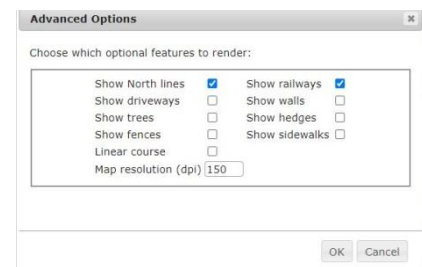 Advanced Options
Choose which optional features to render:
Show North lines Show railways
Show driveways Show walls
Show trees Show hedges
Show fences Show sidewalks
Linear course
Map resolution (dpi) 150
OK Cancel